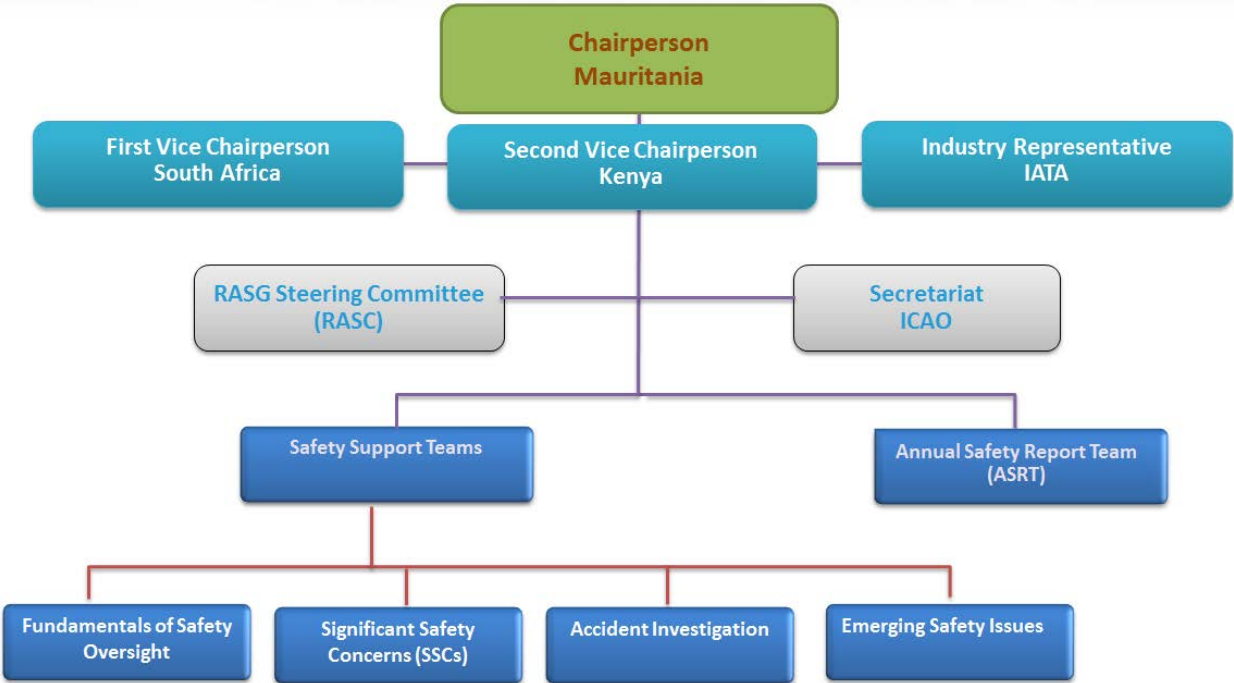 Chairperson
Mauritania
First Vice Chairperson
South Africa
Second Vice Chairperson
Kenya
Industry Representative
IATA
RASG Steering Committee
(RASC)
Secretariat
ICAO
Safety Support Teams
Annual Safety Report Team
(ASRT)
Fundamentals of Safety
Oversight
Significant Safety
Concerns (SSCs)
Accident Investigation
Emerging Safety Issues